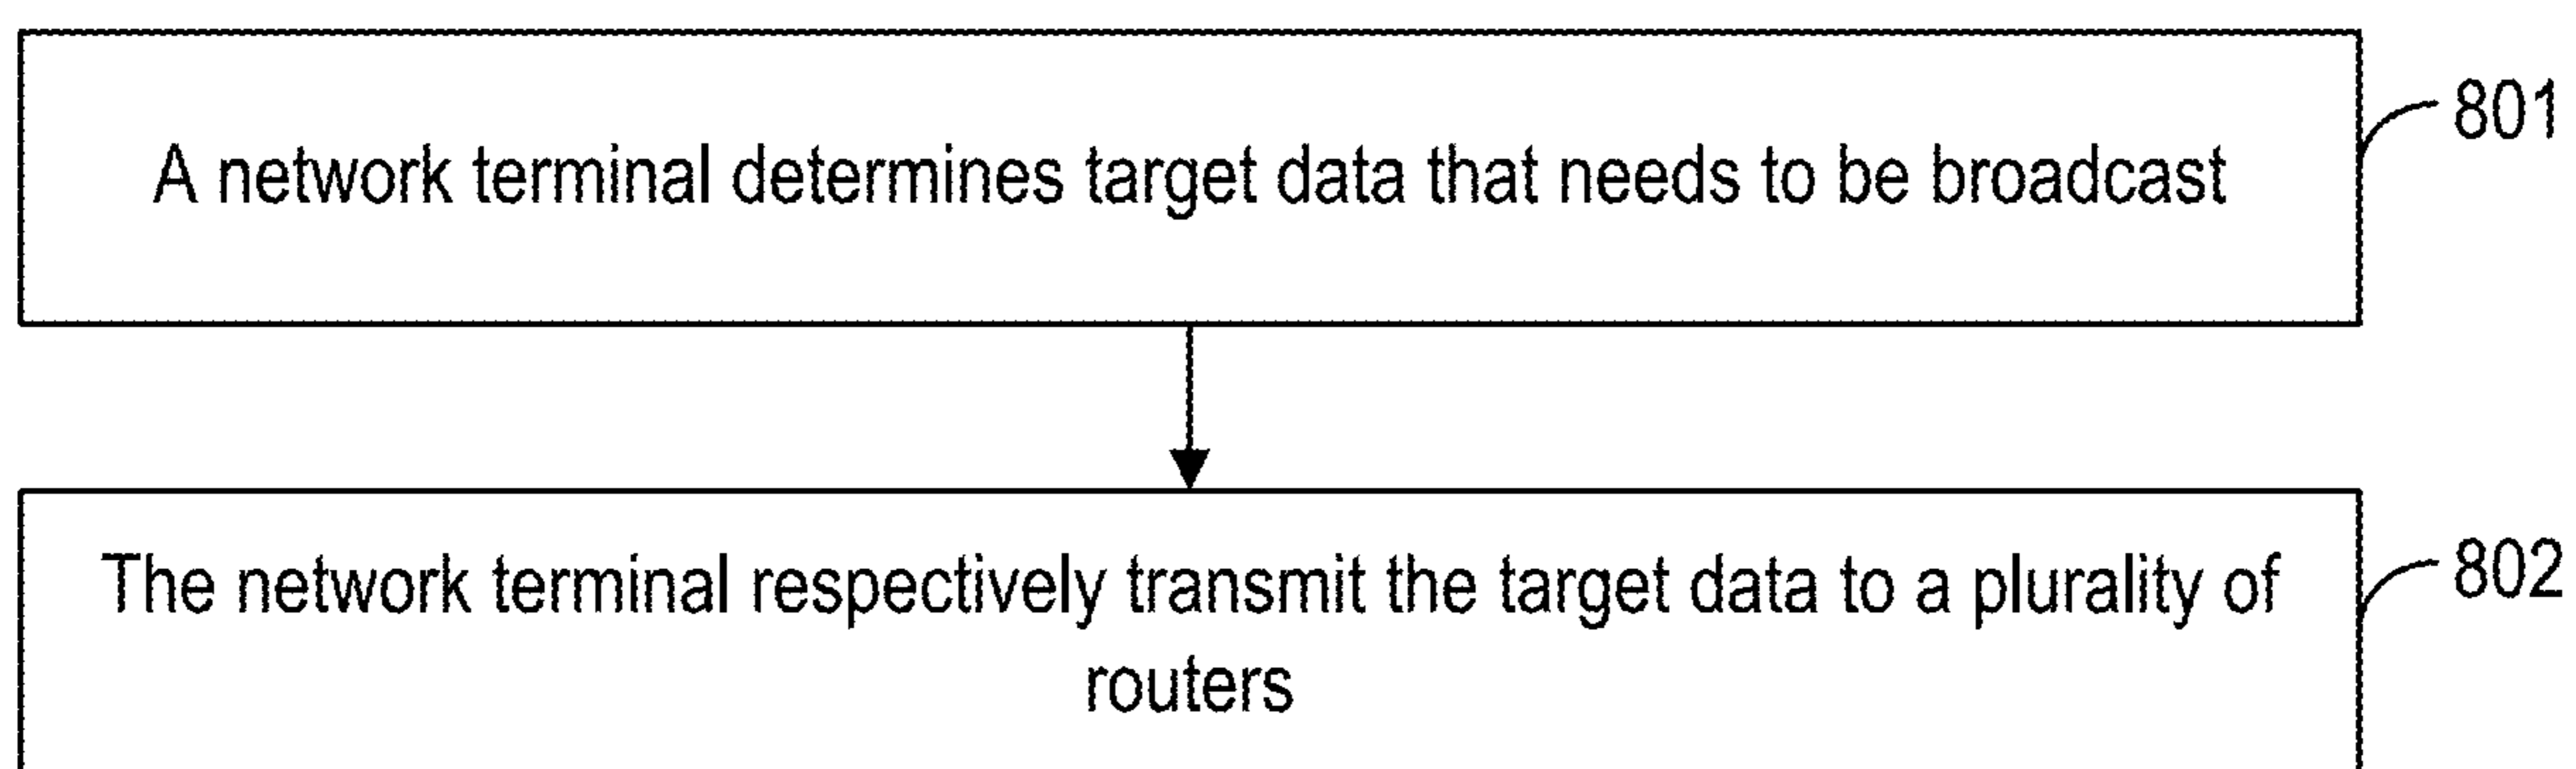 A network terminal determines target data that needs to be broadcast
801
The network terminal respectively transmit the target data to a plurality of
routers
802